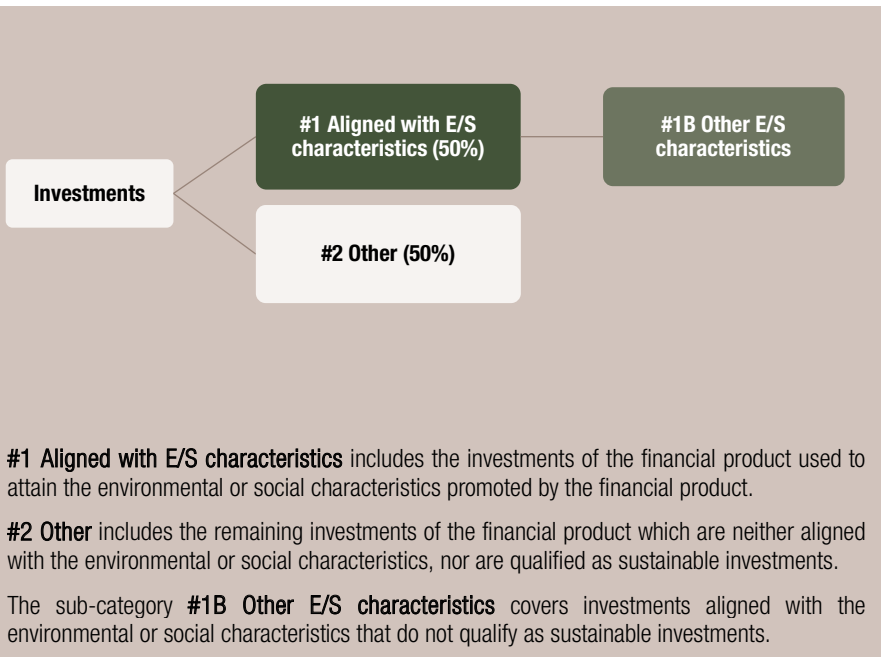 #1 Aligned with E/S
characteristics (50%)
#1B Other E/S
characteristics
Investments
#2 Other (50%)
#1 Aligned with E/S characteristics includes the investments of the financial product used to
attain the environmental or social characteristics promoted by the financial product.
#2 Other includes the remaining investments of the financial product which are neither aligned
with the environmental or social characteristics, nor are qualified as sustainable investments.
The sub-category #1B Other E/S characteristics covers investments aligned with the
environmental or social characteristics that do not qualify as sustainable investments.